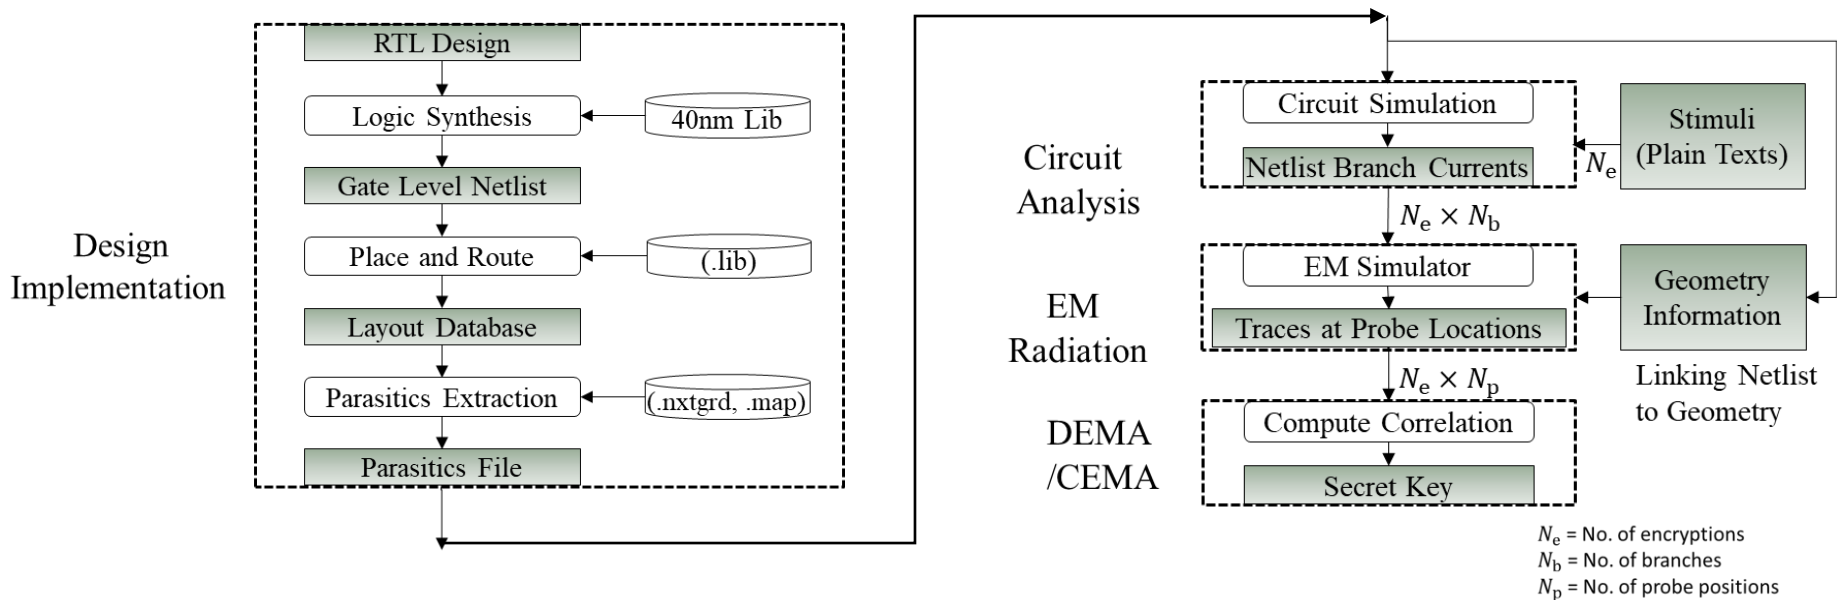 Design
Implementation
RTL Design
Logic Synthesis
40nm Lib
Gate Level Netlist
Place and Route
(.lib)
Layout Database
Parasitics Extraction
(.nxtgrd, .map)
Parasitics File
Circuit
Analysis
Circuit Simulation
Netlist Branch Currents
Stimuli
(Plain Texts)
Nₑ
Nₑ × N_b
EM
Radiation
EM Simulator
Traces at Probe Locations
Geometry
Information
Linking Netlist
to Geometry
Nₑ × Nₚ
DEMA
/CEMA
Compute Correlation
Secret Key
Nₑ = No. of encryptions
N_b = No. of branches
Nₚ = No. of probe positions